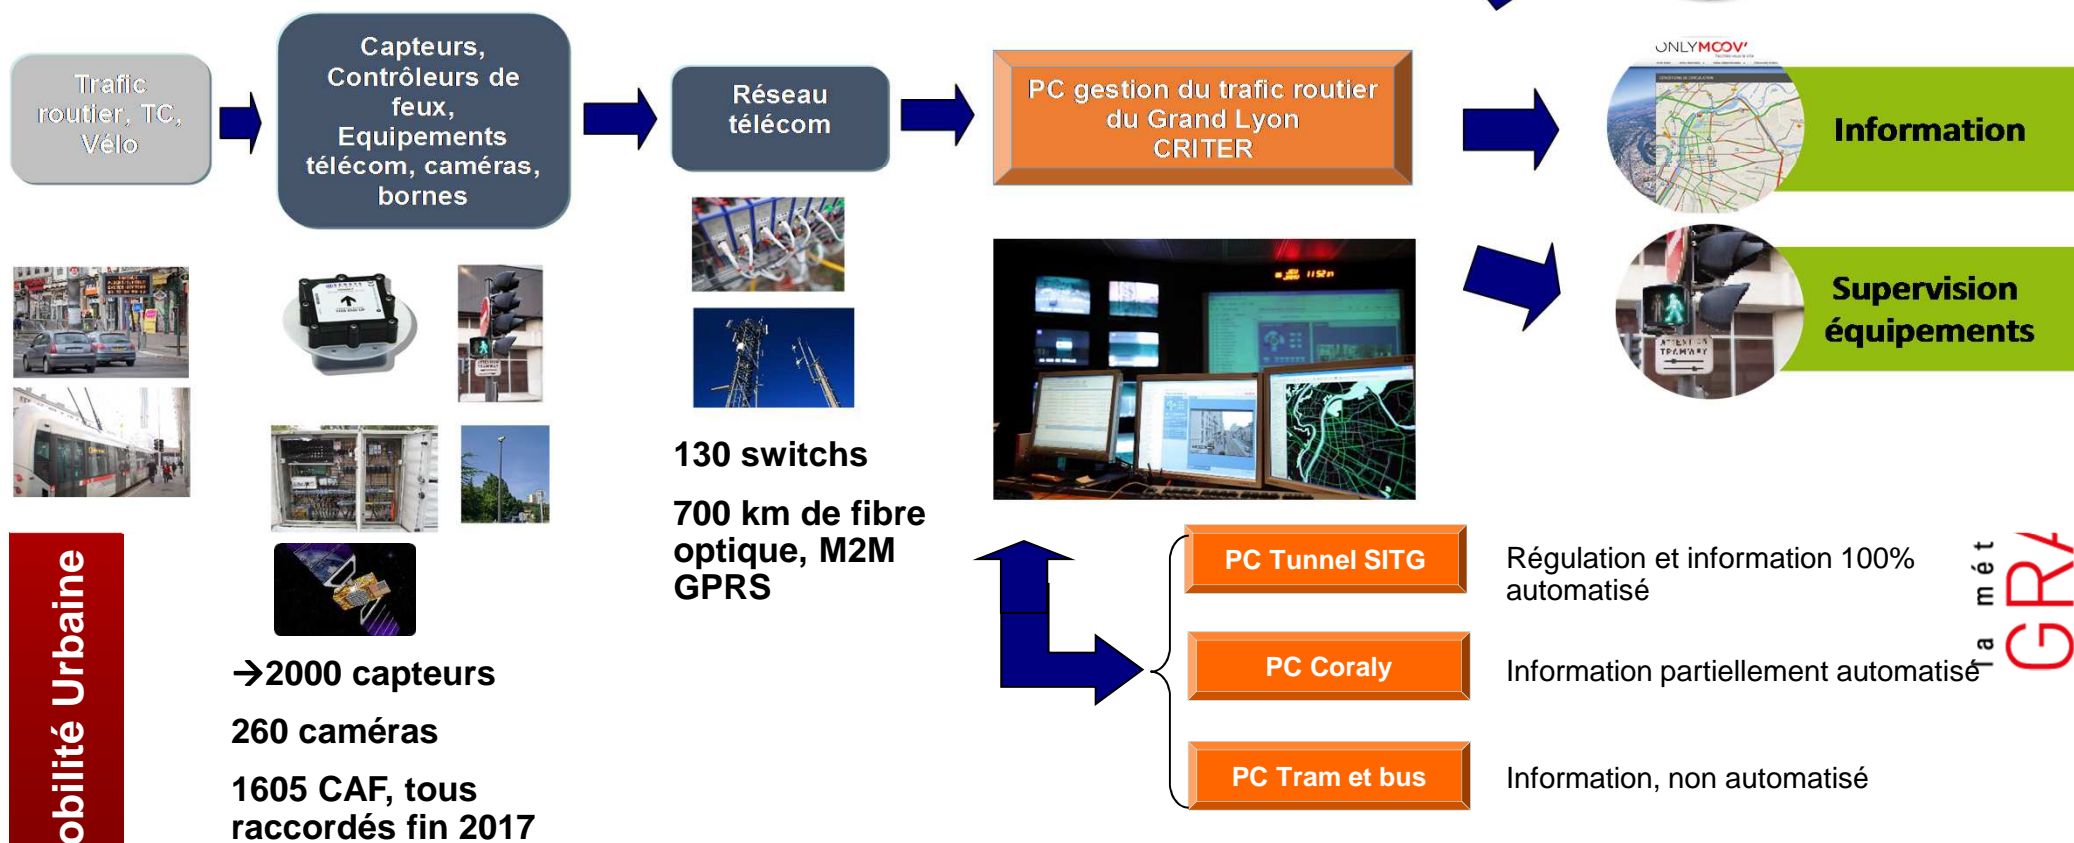 Trafic
routier, TC,
Vélo
Capteurs,
Contrôleurs de
feux,
Equipements
télécom, caméras,
bornes
Réseau
télécom
PC gestion du trafic routier
du Grand Lyon
CRITER
ONLYMOOV'
Information
Supervision
équipements
ATTENTION
TRAMWAY
130 switchs
700 km de fibre
optique, M2M
GPRS
→2000 capteurs
260 caméras
1605 CAF, tous
raccordés fin 2017
PC Tunnel SITG
Régulation et information 100%
automatisé
PC Coraly
Information partiellement automatisé
PC Tram et bus
Information, non automatisé
obilité Urbaine
la mét
GRA